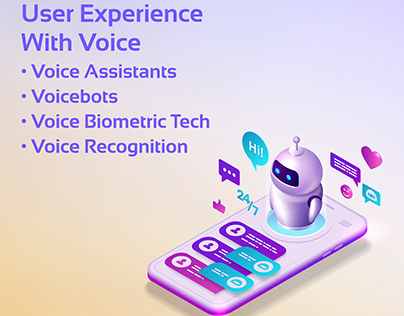 User Experience
With Voice
• Voice Assistants
• Voicebots
• Voice Biometric Tech
• Voice Recognition
Hi!
24/7